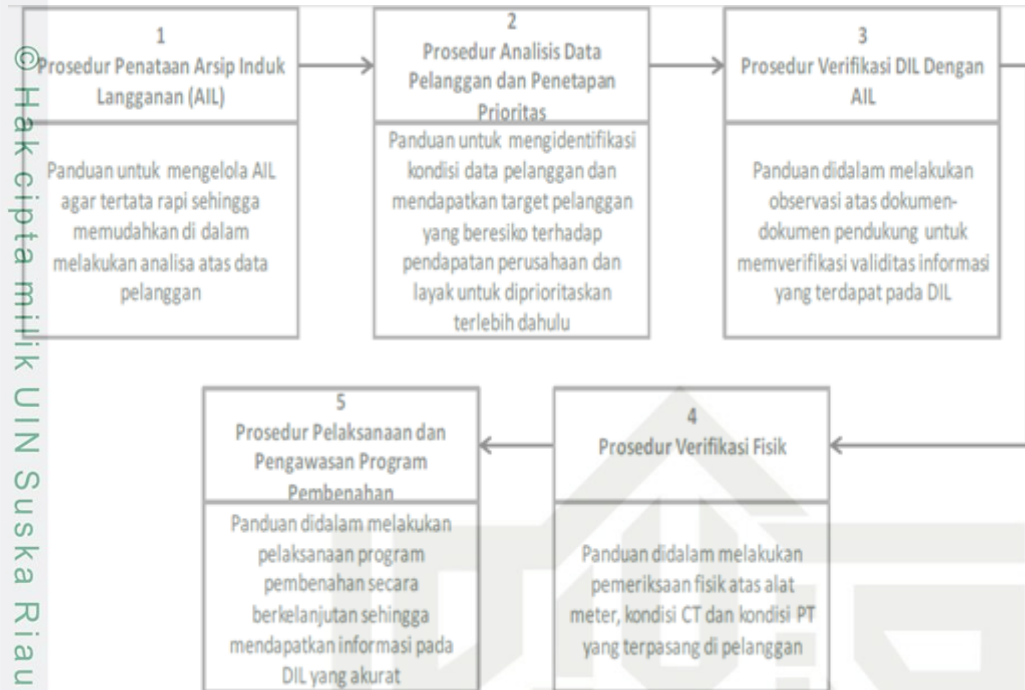 1
Prosedur Penataan Arsip Induk
Langganan (AIL)
Panduan untuk mengelola AIL
agar tertata rapi sehingga
memudahkan di dalam
melakukan analisa atas data
pelanggan
2
Prosedur Analisis Data
Pelanggan dan Penetapan
Prioritas
Panduan untuk mengidentifikasi
kondisi data pelanggan dan
mendapatkan target pelanggan
yang beresiko terhadap
pendapatan perusahaan dan
layak untuk diprioritaskan
terlebih dahulu
3
Prosedur Verifikasi DIL Dengan
AIL
Panduan didalam melakukan
observasi atas dokumen-
dokumen pendukung untuk
memverifikasi validitas informasi
yang terdapat pada DIL
4
Prosedur Verifikasi Fisik
Panduan didalam melakukan
pemeriksaan fisik atas alat
meter, kondisi CT dan kondisi PT
yang terpasang di pelanggan
5
Prosedur Pelaksanaan dan
Pengawasan Program
Pembenahan
Panduan didalam melakukan
pelaksanaan program
pembenahan secara
berkelanjutan sehingga
mendapatkan informasi pada
DIL yang akurat
© Hak cipta milik UIN Suska Riau